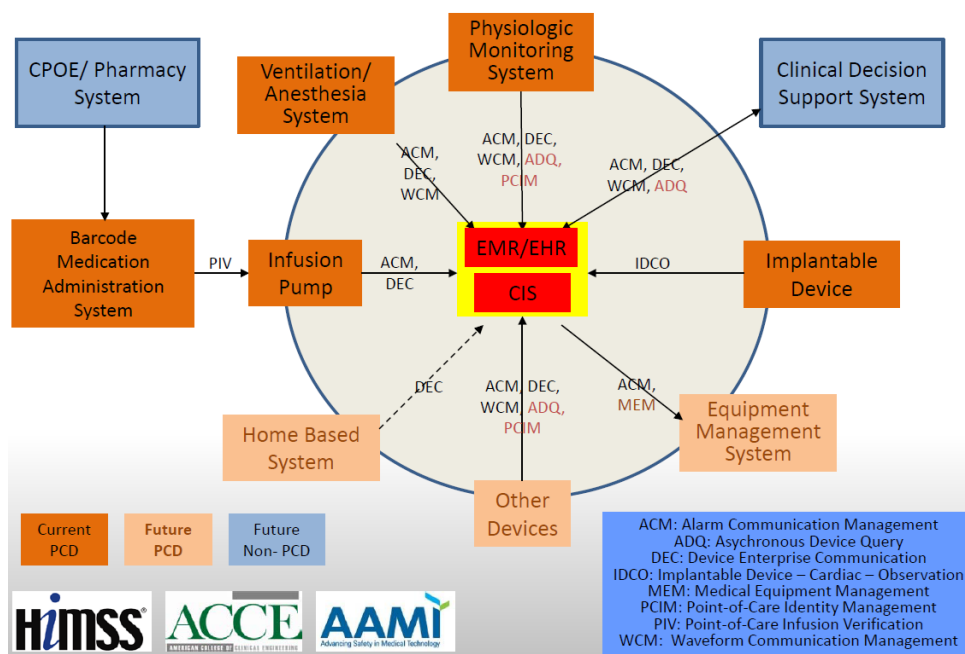 Physiologic
Monitoring
System
CPOE/ Pharmacy
System
Ventilation/
Anesthesia
System
Clinical Decision
Support System
ACM,
DEC,
WCM
ACM, DEC,
WCM, ADQ,
PCIM
ACM, DEC,
WCM, ADQ
Barcode
Medication
Administration
System
PIV
Infusion
Pump
ACM,
DEC
EMR/EHR
CIS
IDCO
Implantable
Device
DEC
ACM, DEC,
WCM, ADQ,
PCIM
ACM,
MEM
Home Based
System
Other
Devices
Equipment
Management
System
Current
PCD
Future
PCD
Future
Non- PCD
ACM: Alarm Communication Management
ADQ: Asychronous Device Query
DEC: Device Enterprise Communication
IDCO: Implantable Device – Cardiac – Observation
MEM: Medical Equipment Management
PCIM: Point-of-Care Identity Management
PIV: Point-of-Care Infusion Verification
WCM: Waveform Communication Management
HiMSS®
ACCE
AMERICAN COLLEGE OF CLINICAL ENGINEERING
AAMI
Advancing Safety in Medical Technology